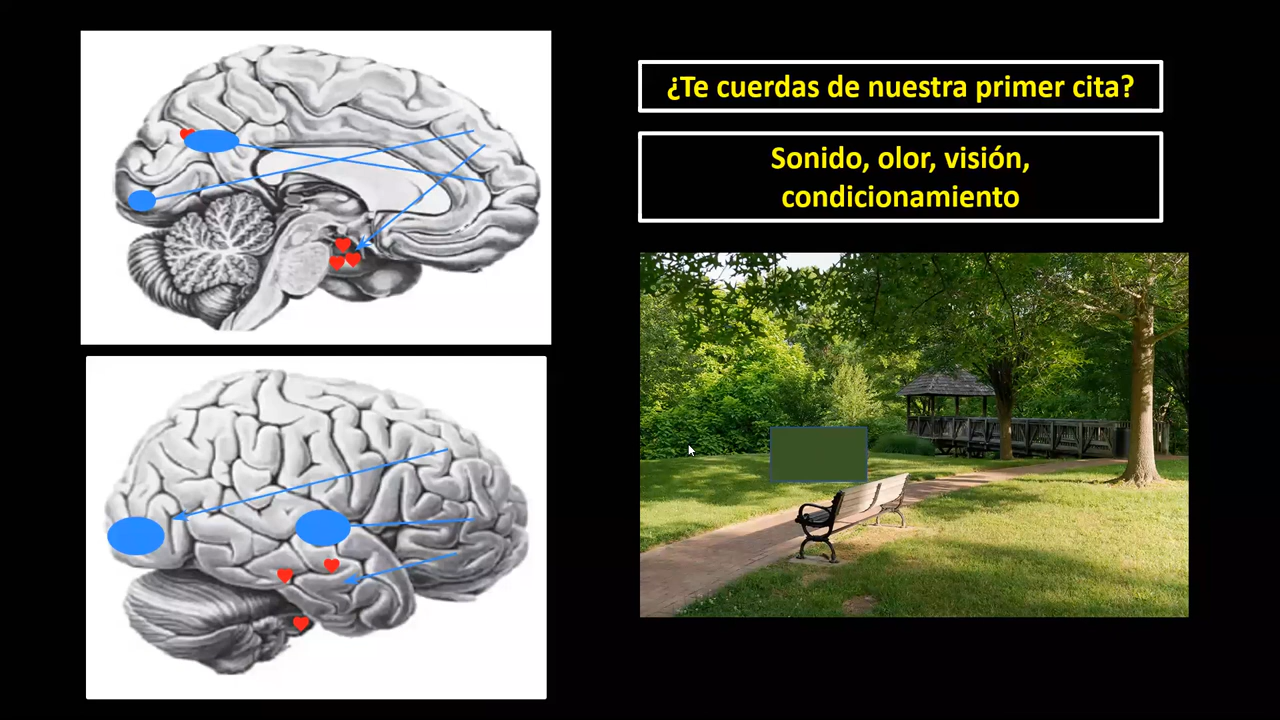 ¿Te cuerdas de nuestra primer cita?
Sonido, olor, visión,
condicionamiento